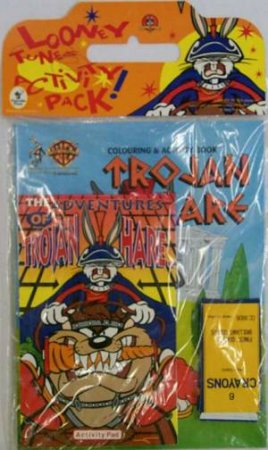 LOONEY
TUNES
ACTIVITY
PACK!
COLOURING & ACTIVITY BOOK
TROJAN
HARE
THE ADVENTURES
OF
TROJAN HARE
Activity Pad
6
CRAYONS